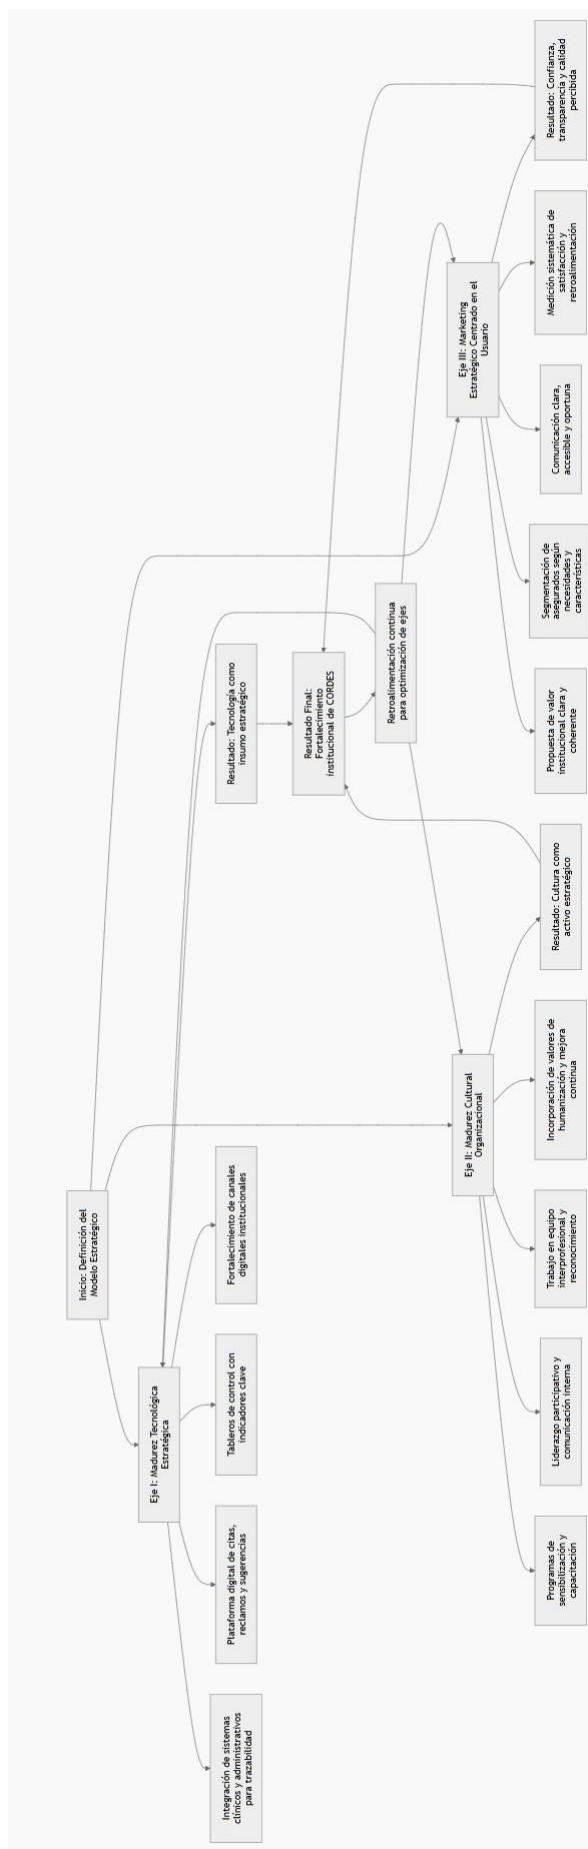 Inicio: Definición del
Modelo Estratégico
Eje I: Madurez Tecnológica
Estratégica
Integración de sistemas
clínicos y administrativos
para trazabilidad
Plataforma digital de citas,
reclamos y sugerencias
Tableros de control con
indicadores clave
Fortalecimiento de canales
digitales institucionales
Resultado: Tecnología como
insumo estratégico
Resultado Final:
Fortalecimiento
institucional de CORDES
Retroalimentación continua
para optimización de ejes
Eje II: Madurez Cultural
Organizacional
Eje III: Marketing
Estratégico Centrado en el
Usuario
Programas de
sensibilización y
capacitación
Liderazgo participativo y
comunicación interna
Trabajo en equipo
interprofesional y
reconocimiento
Incorporación de valores de
humanización y mejora
continua
Resultado: Cultura como
activo estratégico
Propuesta de valor
institucional clara y
coherente
Segmentación de
asegurados según
necesidades y
características
Comunicación clara,
accesible y oportuna
Medición sistemática de
satisfacción y
retroalimentación
Resultado: Confianza,
transparencia y calidad
percibida